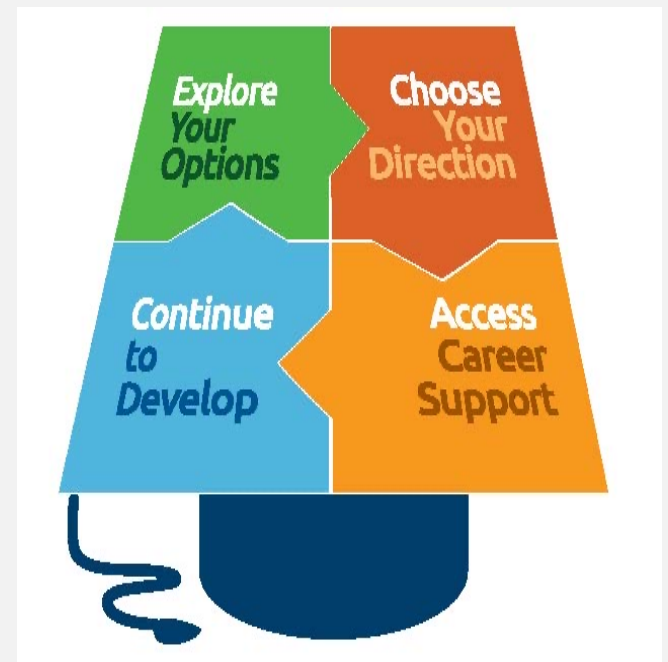 Explore
Your
Options
Choose
Your
Direction
Continue
to
Develop
Access
Career
Support